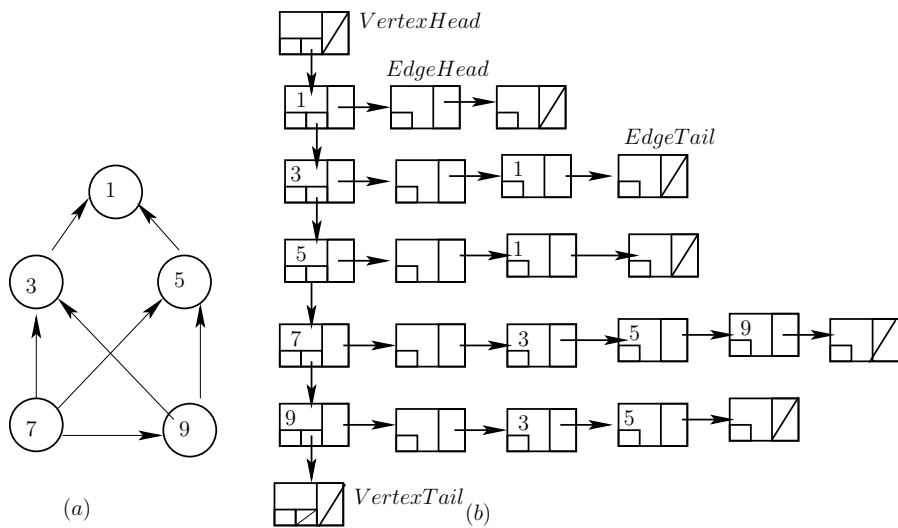 VertexHead
EdgeHead
1
EdgeTail
3 1
5 1
7 3 5 9
9 3 5
VertexTail
(b)
1
3 5
7 9
(a)